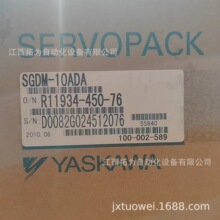 SERVOPACK
江西拓为自动化设备有限公司
SGDM-10ADA
O/N R11934-450-76
S/N D0082G024512076
2010.08 55840
100-002-589
YASKAWA
jxtuowei.1688.com